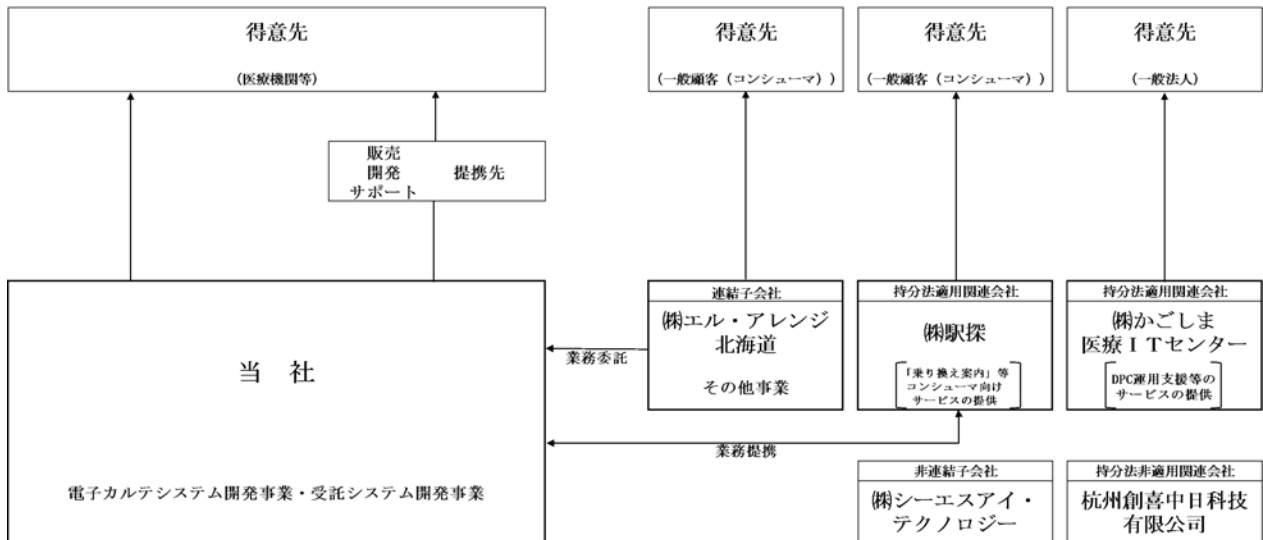 得意先
(医療機関等)
得意先
(一般顧客(コンシューマ))
得意先
(一般顧客(コンシューマ))
得意先
(一般法人)
販売
開発
サポート
提携先
当 社
電子カルテシステム開発事業・受託システム開発事業
連結子会社
㈱エル・アレンジ
北海道
その他事業
業務委託
持分法適用関連会社
㈱駅探
「乗り換え案内」等
コンシューマ向け
サービスの提供
業務提携
持分法適用関連会社
㈱かごしま
医療ITセンター
DPC運用支援等の
サービスの提供
非連結子会社
㈱シーエスアイ・
テクノロジー
持分法非適用関連会社
杭州創喜中日科技
有限公司